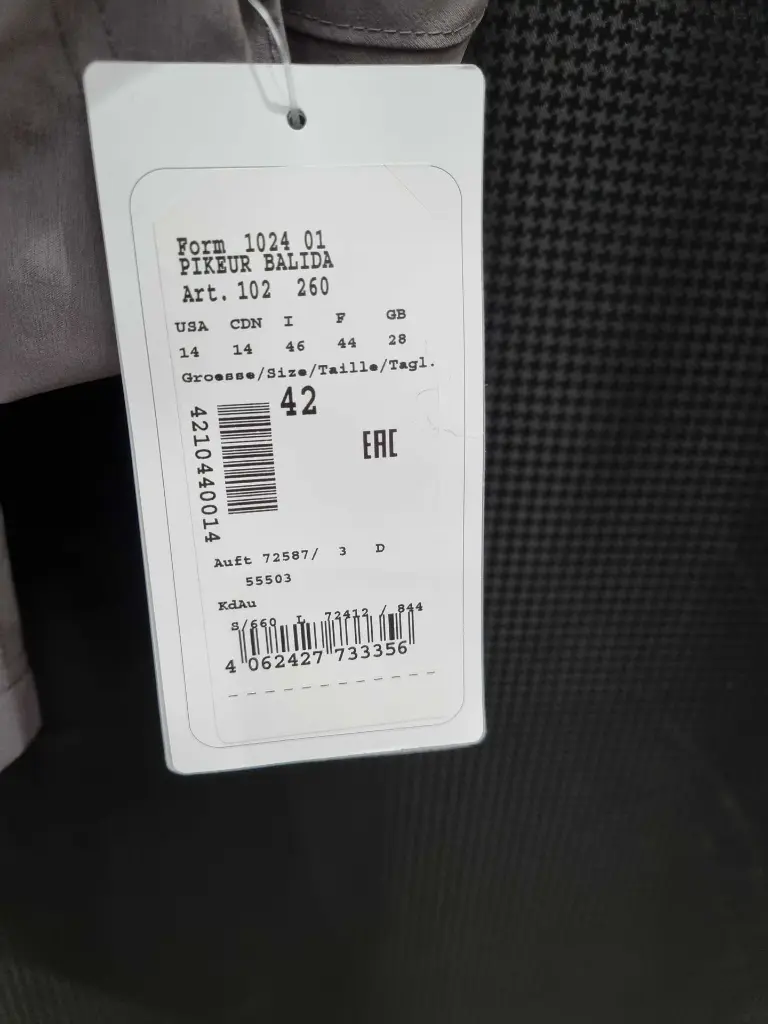 Form 1024 01
PIKEUR BALIDA
Art. 102 260
USA CDN I F GB
14 14 46 44 28
Groesse/Size/Taille/Tagl.
42
4210440014
EAC
Auft 72587/ 3 D
55503
KdAu
S/660 L 72412 / 844
4 062427 733356